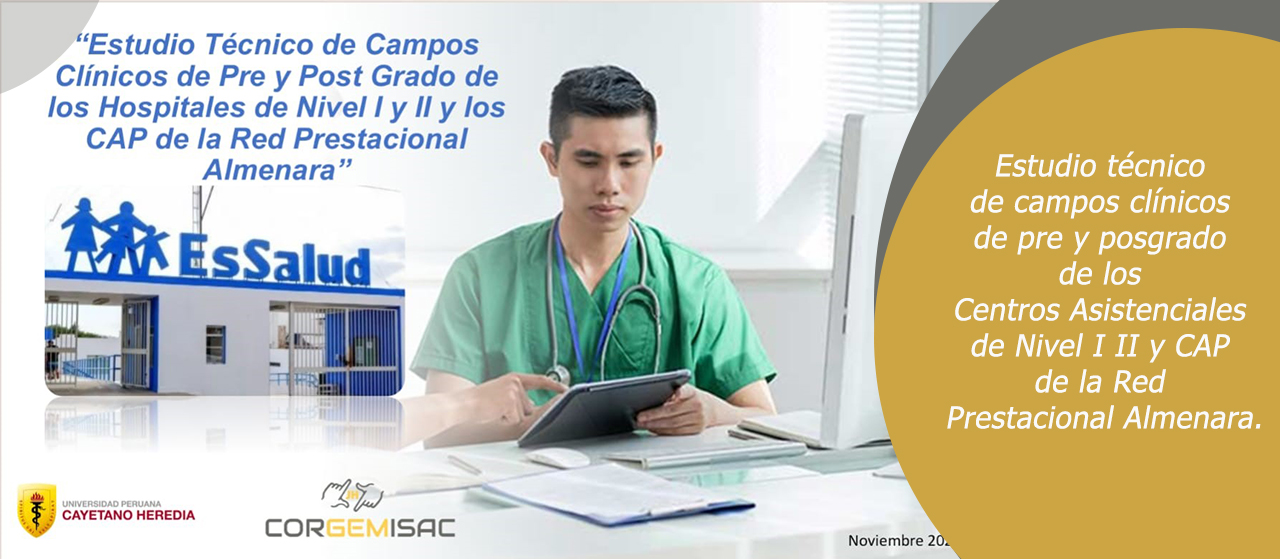 “Estudio Técnico de Campos
Clínicos de Pre y Post Grado de
los Hospitales de Nivel I y II y los
CAP de la Red Prestacional
Almenara”
EsSalud
UNIVERSIDAD PERUANA
CAYETANO HEREDIA
CORGEMISAC
Noviembre
Estudio técnico
de campos clínicos
de pre y posgrado
de los
Centros Asistenciales
de Nivel I II y CAP
de la Red
Prestacional Almenara.